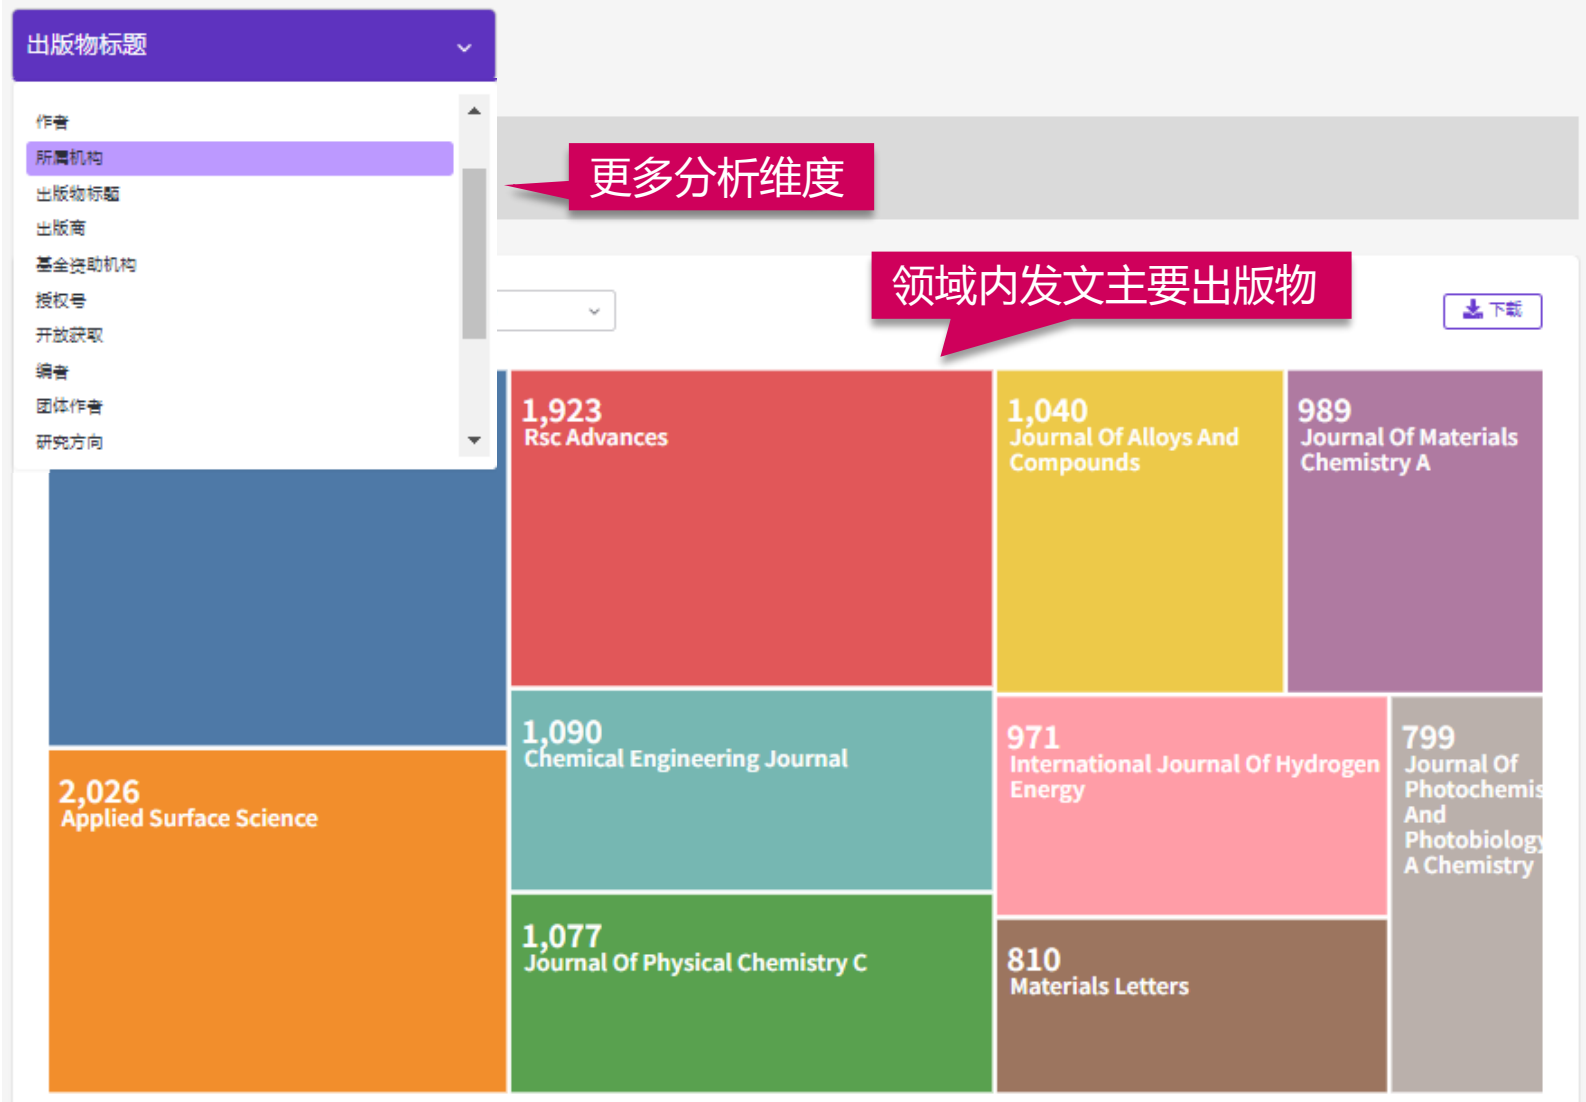 出版物标题
作者
所属机构
出版物标题
出版商
基金资助机构
授权号
开放获取
编者
团体作者
研究方向
更多分析维度
领域内发文主要出版物
下载
1,923
Rsc Advances
1,040
Journal Of Alloys And
Compounds
989
Journal Of Materials
Chemistry A
2,026
Applied Surface Science
1,090
Chemical Engineering Journal
1,077
Journal Of Physical Chemistry C
971
International Journal Of Hydrogen
Energy
810
Materials Letters
799
Journal Of
Photochemis
And
Photobiology
A Chemistry